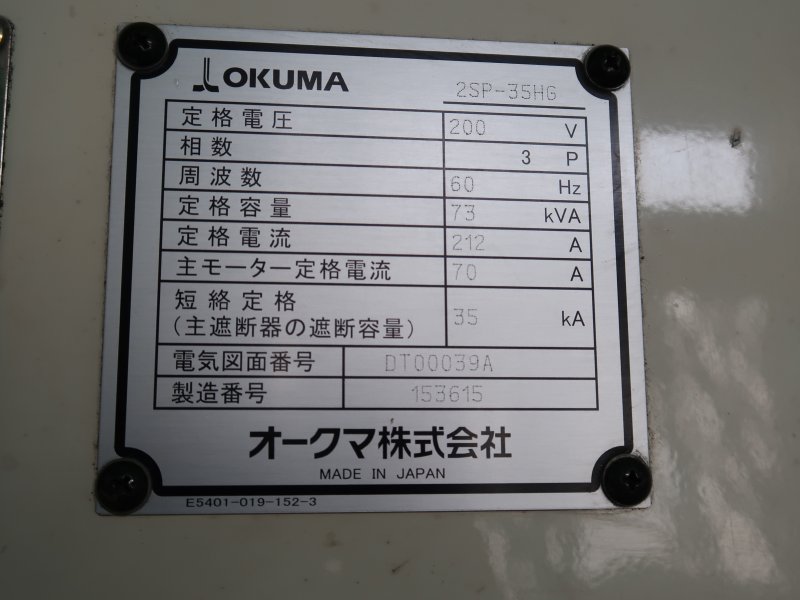 OKUMA
2SP-35HG
定格電圧 200 V
相数 3 P
周波数 60 Hz
定格容量 73 kVA
定格電流 212 A
主モーター定格電流 70 A
短絡定格
(主遮断器の遮断容量) 35 kA
電気図面番号 DT00039A
製造番号 153615
オークマ株式会社
MADE IN JAPAN
E5401-019-152-3